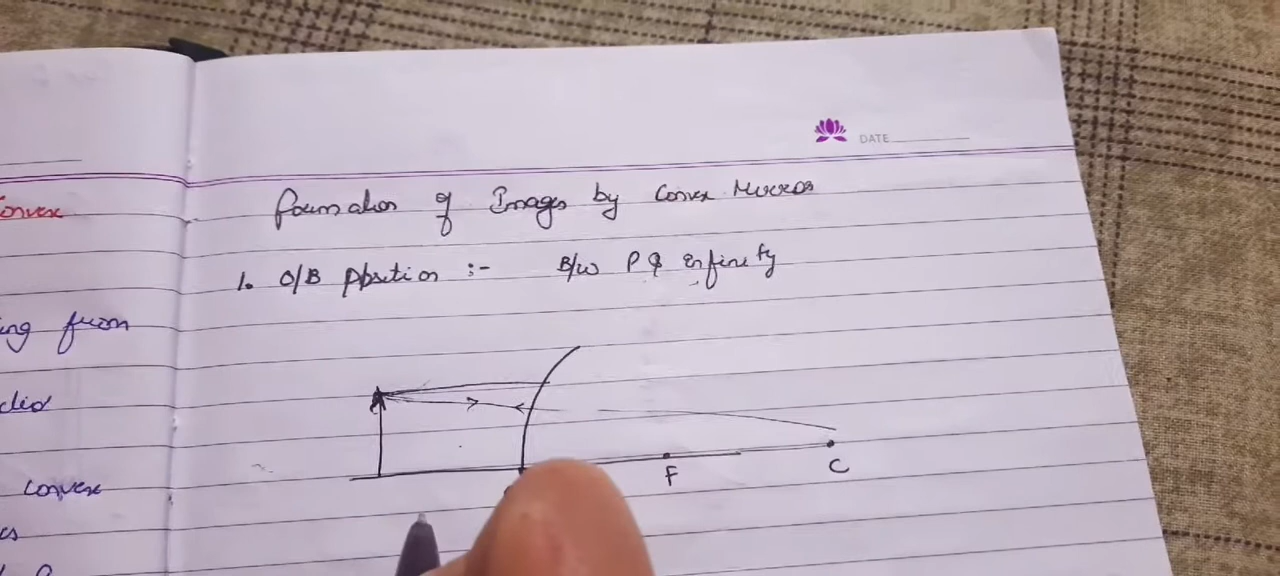 DATE
Convex
Formation of Images by Convex Mirror
1. O/B Position :- B/w P & Infinity
ing from
F
C
convex